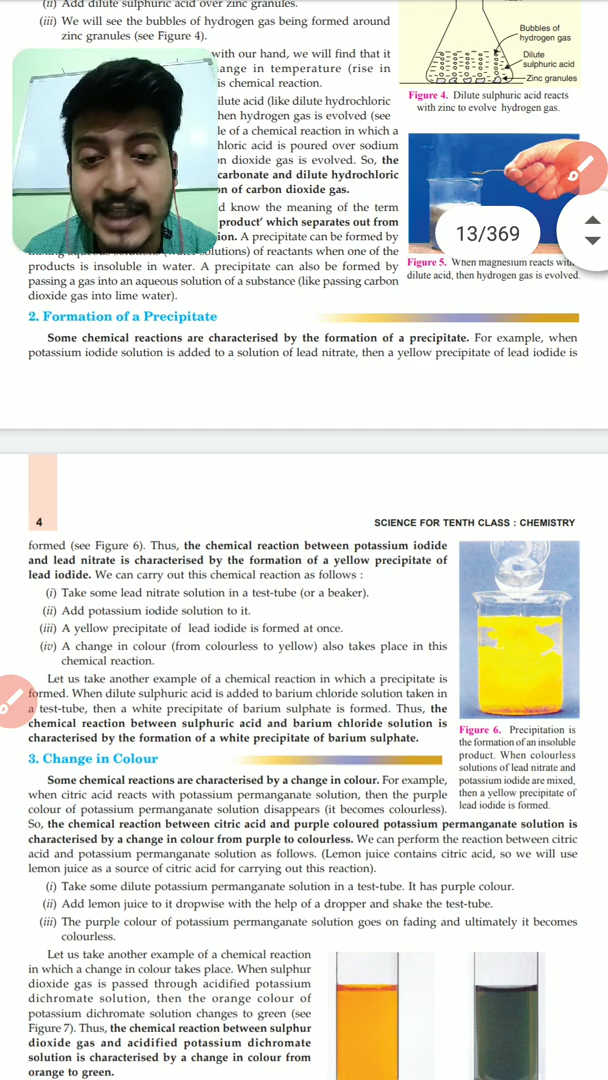 (ii) Add dilute sulphuric acid over zinc granules.
(iii) We will see the bubbles of hydrogen gas being formed around
zinc granules (see Figure 4).
with our hand, we will find that it
ange in temperature (rise in
is chemical reaction.
ilute acid (like dilute hydrochloric
hen hydrogen gas is evolved (see
le of a chemical reaction in which a
hloric acid is poured over sodium
n dioxide gas is evolved. So, the
carbonate and dilute hydrochloric
on of carbon dioxide gas.
d know the meaning of the term
product' which separates out from
ion. A precipitate can be formed by
mixing aqueous solutions (water solutions) of reactants when one of the
products is insoluble in water. A precipitate can also be formed by
passing a gas into an aqueous solution of a substance (like passing carbon
dioxide gas into lime water).
Bubbles of
hydrogen gas
Dilute
sulphuric acid
Zinc granules
Figure 4. Dilute sulphuric acid reacts
with zinc to evolve hydrogen gas.
13/369
Figure 5. When magnesium reacts with
dilute acid, then hydrogen gas is evolved.
2. Formation of a Precipitate
Some chemical reactions are characterised by the formation of a precipitate. For example, when
potassium iodide solution is added to a solution of lead nitrate, then a yellow precipitate of lead iodide is
4
SCIENCE FOR TENTH CLASS : CHEMISTRY
formed (see Figure 6). Thus, the chemical reaction between potassium iodide
and lead nitrate is characterised by the formation of a yellow precipitate of
lead iodide. We can carry out this chemical reaction as follows :
(i) Take some lead nitrate solution in a test-tube (or a beaker).
(ii) Add potassium iodide solution to it.
(iii) A yellow precipitate of lead iodide is formed at once.
(iv) A change in colour (from colourless to yellow) also takes place in this
chemical reaction.
Let us take another example of a chemical reaction in which a precipitate is
formed. When dilute sulphuric acid is added to barium chloride solution taken in
a test-tube, then a white precipitate of barium sulphate is formed. Thus, the
chemical reaction between sulphuric acid and barium chloride solution is
characterised by the formation of a white precipitate of barium sulphate.
Figure 6. Precipitation is
the formation of an insoluble
product. When colourless
solutions of lead nitrate and
potassium iodide are mixed,
then a yellow precipitate of
lead iodide is formed.
3. Change in Colour
Some chemical reactions are characterised by a change in colour. For example,
when citric acid reacts with potassium permanganate solution, then the purple
colour of potassium permanganate solution disappears (it becomes colourless).
So, the chemical reaction between citric acid and purple coloured potassium permanganate solution is
characterised by a change in colour from purple to colourless. We can perform the reaction between citric
acid and potassium permanganate solution as follows. (Lemon juice contains citric acid, so we will use
lemon juice as a source of citric acid for carrying out this reaction).
(i) Take some dilute potassium permanganate solution in a test-tube. It has purple colour.
(ii) Add lemon juice to it dropwise with the help of a dropper and shake the test-tube.
(iii) The purple colour of potassium permanganate solution goes on fading and ultimately it becomes
colourless.
Let us take another example of a chemical reaction
in which a change in colour takes place. When sulphur
dioxide gas is passed through acidified potassium
dichromate solution, then the orange colour of
potassium dichromate solution changes to green (see
Figure 7). Thus, the chemical reaction between sulphur
dioxide gas and acidified potassium dichromate
solution is characterised by a change in colour from
orange to green.